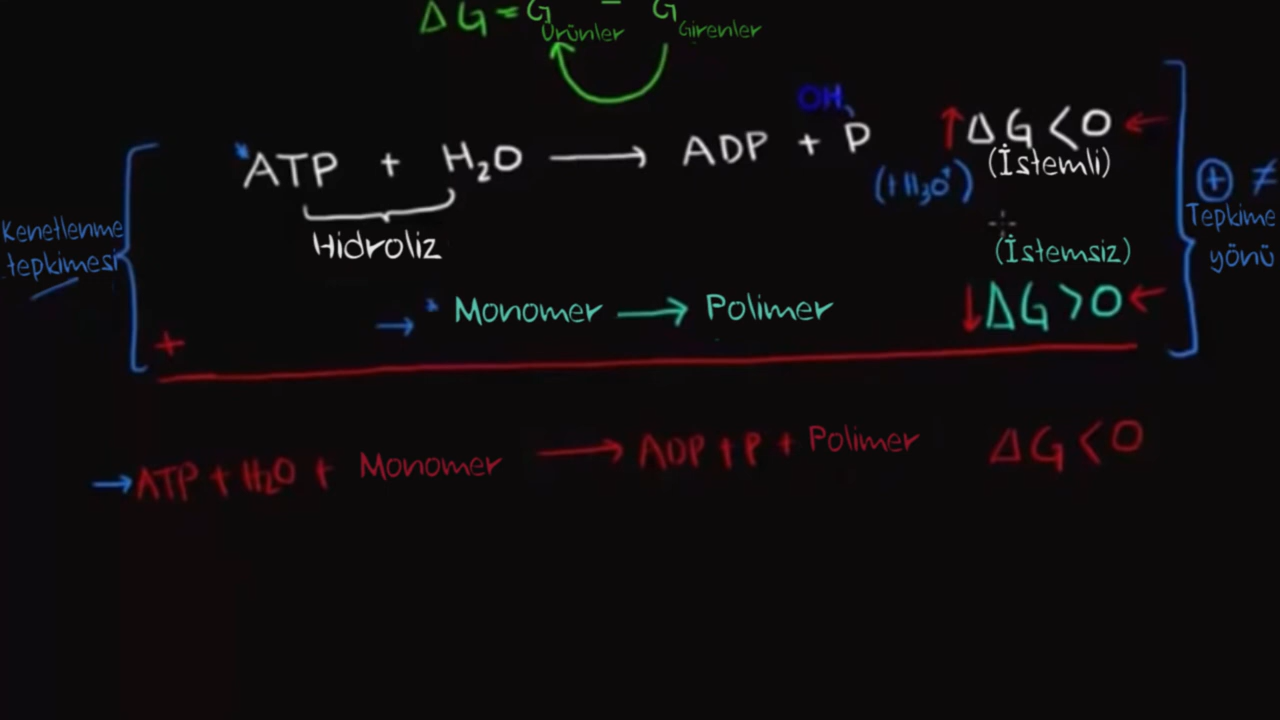 ΔG = G Ürünler - G Girenler
OH
*ATP + H₂O → ADP + P ↑ΔG < 0 ←
(+H₃O⁺) (İstemli)
Hidroliz
Kenetlenme
tepkimesi
+ ≠
Tepkime
yönü
(İstemsiz)
→ * Monomer → Polimer ↓ΔG > 0 ←
+
→ ATP + H₂O + Monomer → ADP + P + Polimer ΔG < 0